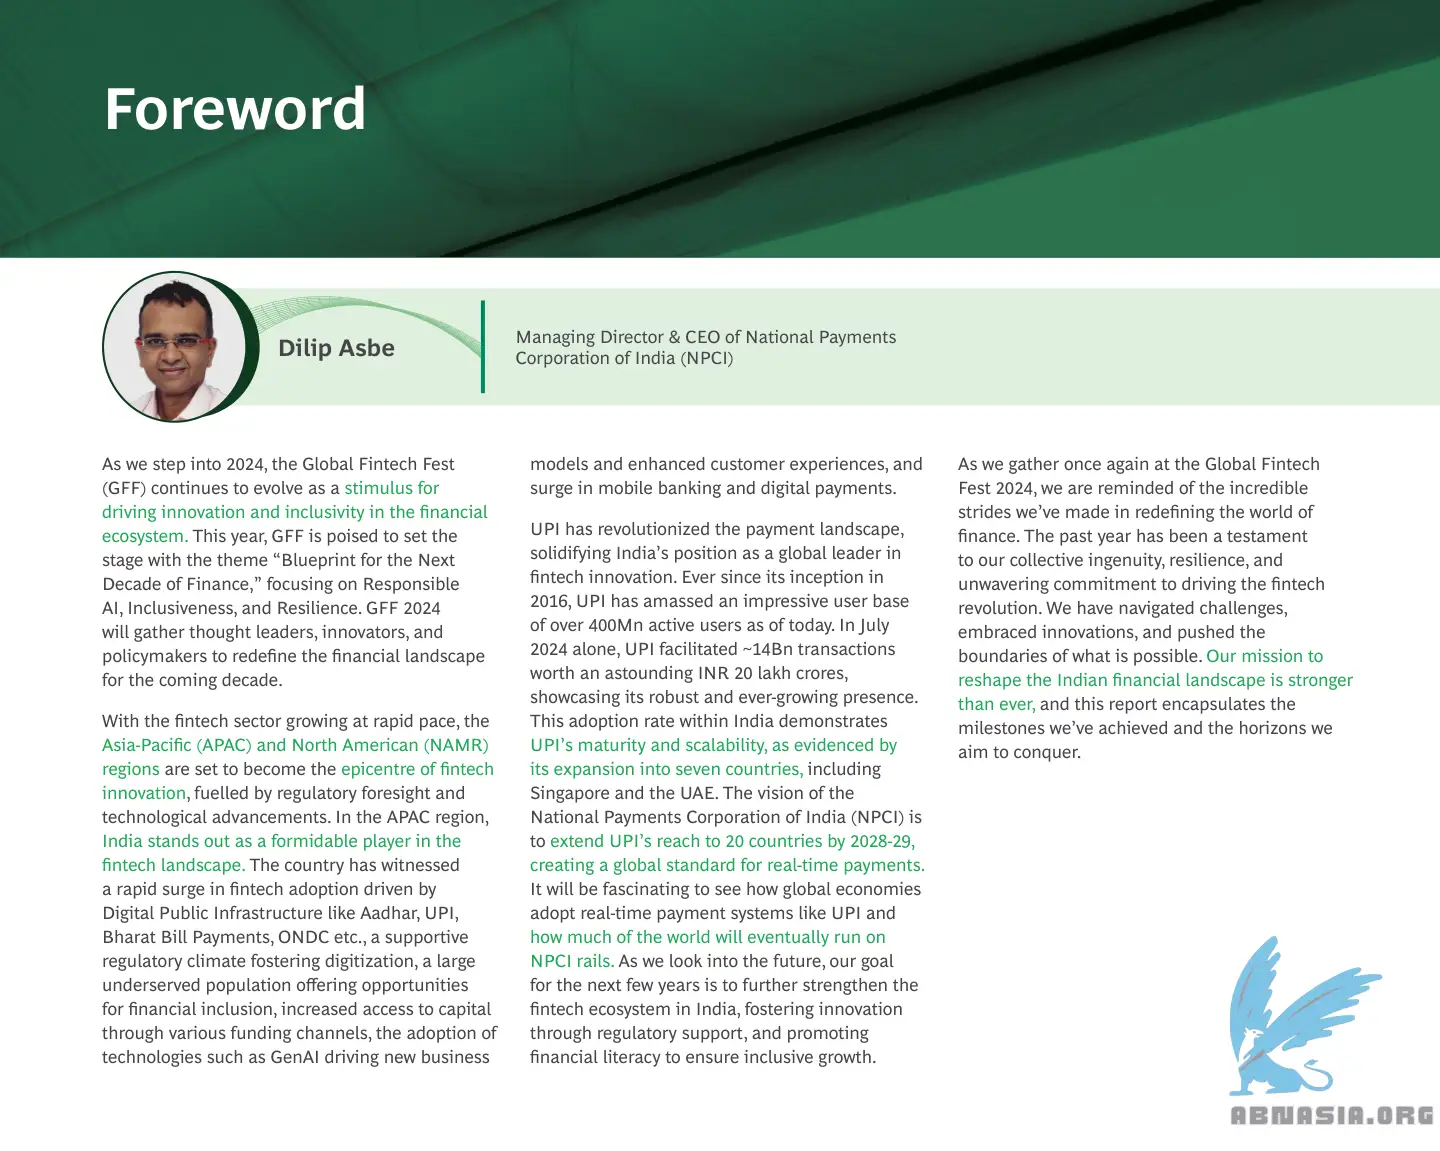 Foreword
Dilip Asbe
Managing Director & CEO of National Payments
Corporation of India (NPCI)
As we step into 2024, the Global Fintech Fest
(GFF) continues to evolve as a stimulus for
driving innovation and inclusivity in the financial
ecosystem. This year, GFF is poised to set the
stage with the theme “Blueprint for the Next
Decade of Finance,” focusing on Responsible
AI, Inclusiveness, and Resilience. GFF 2024
will gather thought leaders, innovators, and
policymakers to redefine the financial landscape
for the coming decade.
With the fintech sector growing at rapid pace, the
Asia-Pacific (APAC) and North American (NAMR)
regions are set to become the epicentre of fintech
innovation, fuelled by regulatory foresight and
technological advancements. In the APAC region,
India stands out as a formidable player in the
fintech landscape. The country has witnessed
a rapid surge in fintech adoption driven by
Digital Public Infrastructure like Aadhar, UPI,
Bharat Bill Payments, ONDC etc., a supportive
regulatory climate fostering digitization, a large
underserved population offering opportunities
for financial inclusion, increased access to capital
through various funding channels, the adoption of
technologies such as GenAI driving new business
models and enhanced customer experiences, and
surge in mobile banking and digital payments.
UPI has revolutionized the payment landscape,
solidifying India’s position as a global leader in
fintech innovation. Ever since its inception in
2016, UPI has amassed an impressive user base
of over 400Mn active users as of today. In July
2024 alone, UPI facilitated ~14Bn transactions
worth an astounding INR 20 lakh crores,
showcasing its robust and ever-growing presence.
This adoption rate within India demonstrates
UPI’s maturity and scalability, as evidenced by
its expansion into seven countries, including
Singapore and the UAE. The vision of the
National Payments Corporation of India (NPCI) is
to extend UPI’s reach to 20 countries by 2028-29,
creating a global standard for real-time payments.
It will be fascinating to see how global economies
adopt real-time payment systems like UPI and
how much of the world will eventually run on
NPCI rails. As we look into the future, our goal
for the next few years is to further strengthen the
fintech ecosystem in India, fostering innovation
through regulatory support, and promoting
financial literacy to ensure inclusive growth.
As we gather once again at the Global Fintech
Fest 2024, we are reminded of the incredible
strides we’ve made in redefining the world of
finance. The past year has been a testament
to our collective ingenuity, resilience, and
unwavering commitment to driving the fintech
revolution. We have navigated challenges,
embraced innovations, and pushed the
boundaries of what is possible. Our mission to
reshape the Indian financial landscape is stronger
than ever, and this report encapsulates the
milestones we’ve achieved and the horizons we
aim to conquer.
ABNASIA.ORG